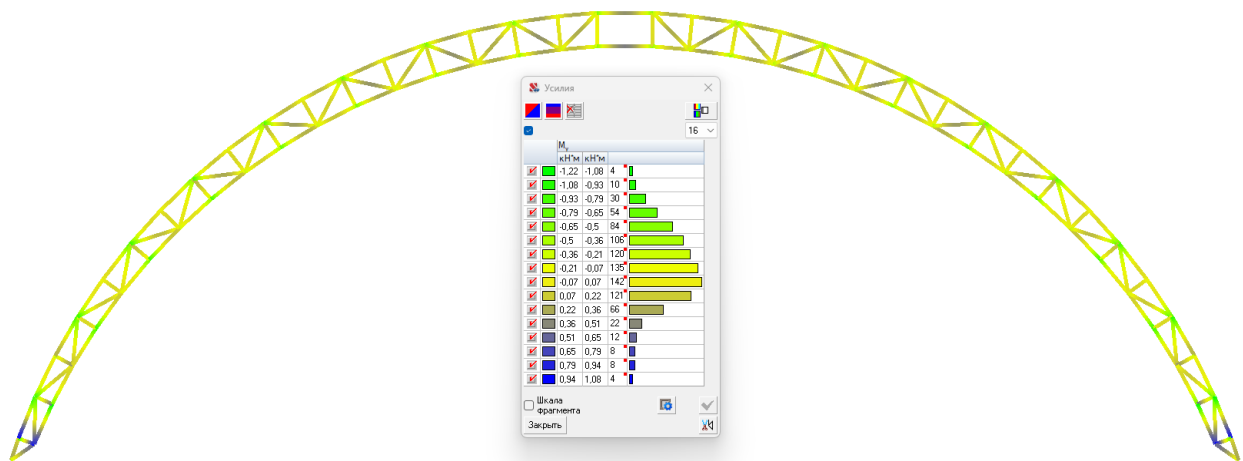 Усилия
16
My
кН*м кН*м
-1,22 -1,08 4
-1,08 -0,93 10
-0,93 -0,79 30
-0,79 -0,65 54
-0,65 -0,5 84
-0,5 -0,36 106
-0,36 -0,21 120
-0,21 -0,07 135
-0,07 0,07 142
0,07 0,22 121
0,22 0,36 66
0,36 0,51 22
0,51 0,65 12
0,65 0,79 8
0,79 0,94 8
0,94 1,08 4
Шкала
фрагмента
Закрыть